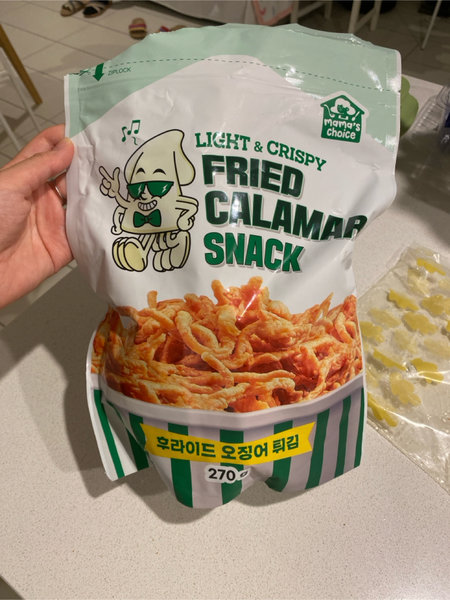 ZIPLOCK
mama's
choice
LIGHT & CRISPY
FRIED
CALAMAR
SNACK
후라이드 오징어 튀김
270 g